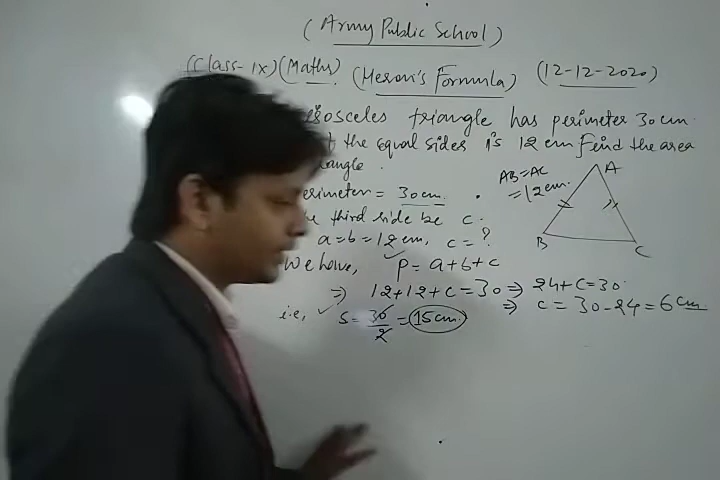 (Army Public School)
(Class-IX) (Maths) (Heron's Formula) (12-12-2020)
isosceles triangle has perimeter 30cm.
the equal sides is 12 cm find the area
AB=AC
=12cm.
A
B
C
perimeter = 30cm.
third side be c.
a=b=12cm, c=?
We have, P=a+b+c
⇒ 12+12+c=30 ⇒ 24+c=30
⇒ c = 30-24=6cm
i.e, ✓ S=30/2=15cm.